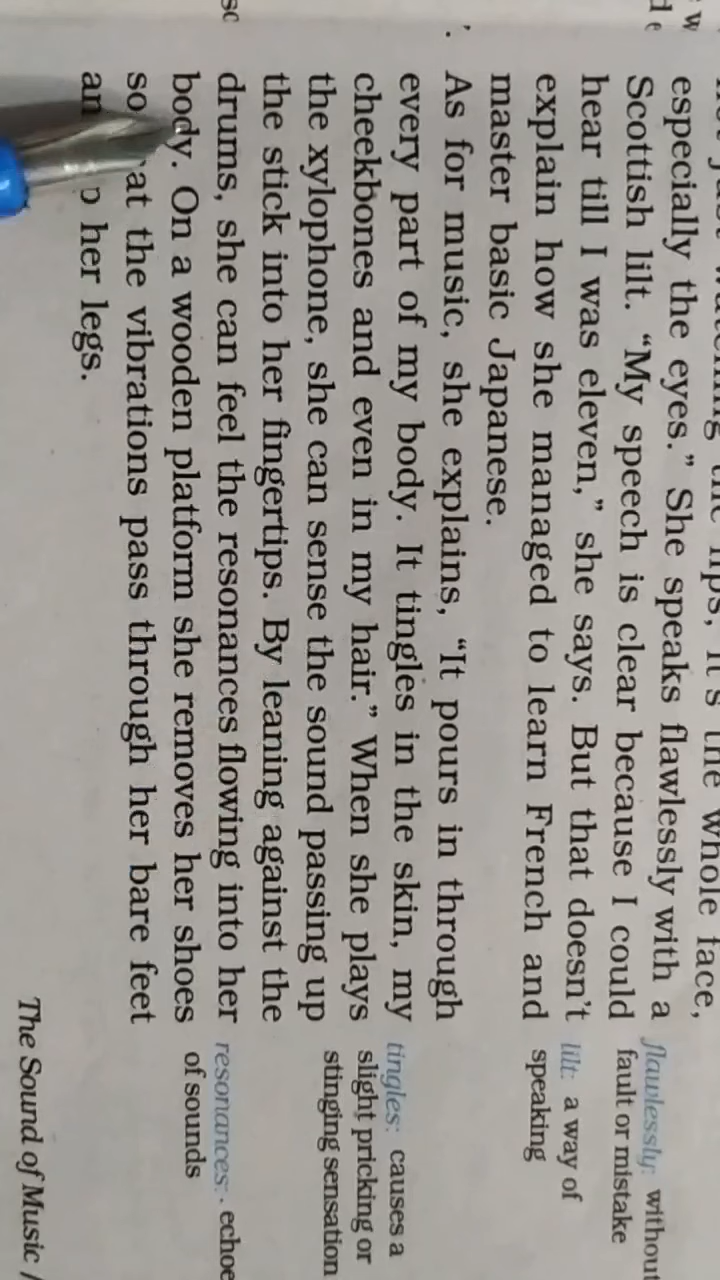 the whole face,
especially the eyes.” She speaks flawlessly with a
Scottish lilt. “My speech is clear because I could
hear till I was eleven,” she says. But that doesn't
explain how she managed to learn French and
master basic Japanese.
As for music, she explains, “It pours in through
every part of my body. It tingles in the skin, my
cheekbones and even in my hair.” When she plays
the xylophone, she can sense the sound passing up
the stick into her fingertips. By leaning against the
drums, she can feel the resonances flowing into her
body. On a wooden platform she removes her shoes
so at the vibrations pass through her bare feet
an p her legs.
flawlessly: without
fault or mistake
lilt: a way of
speaking
tingles: causes a
slight pricking or
stinging sensation
resonances: echoe
of sounds
The Sound of Music /